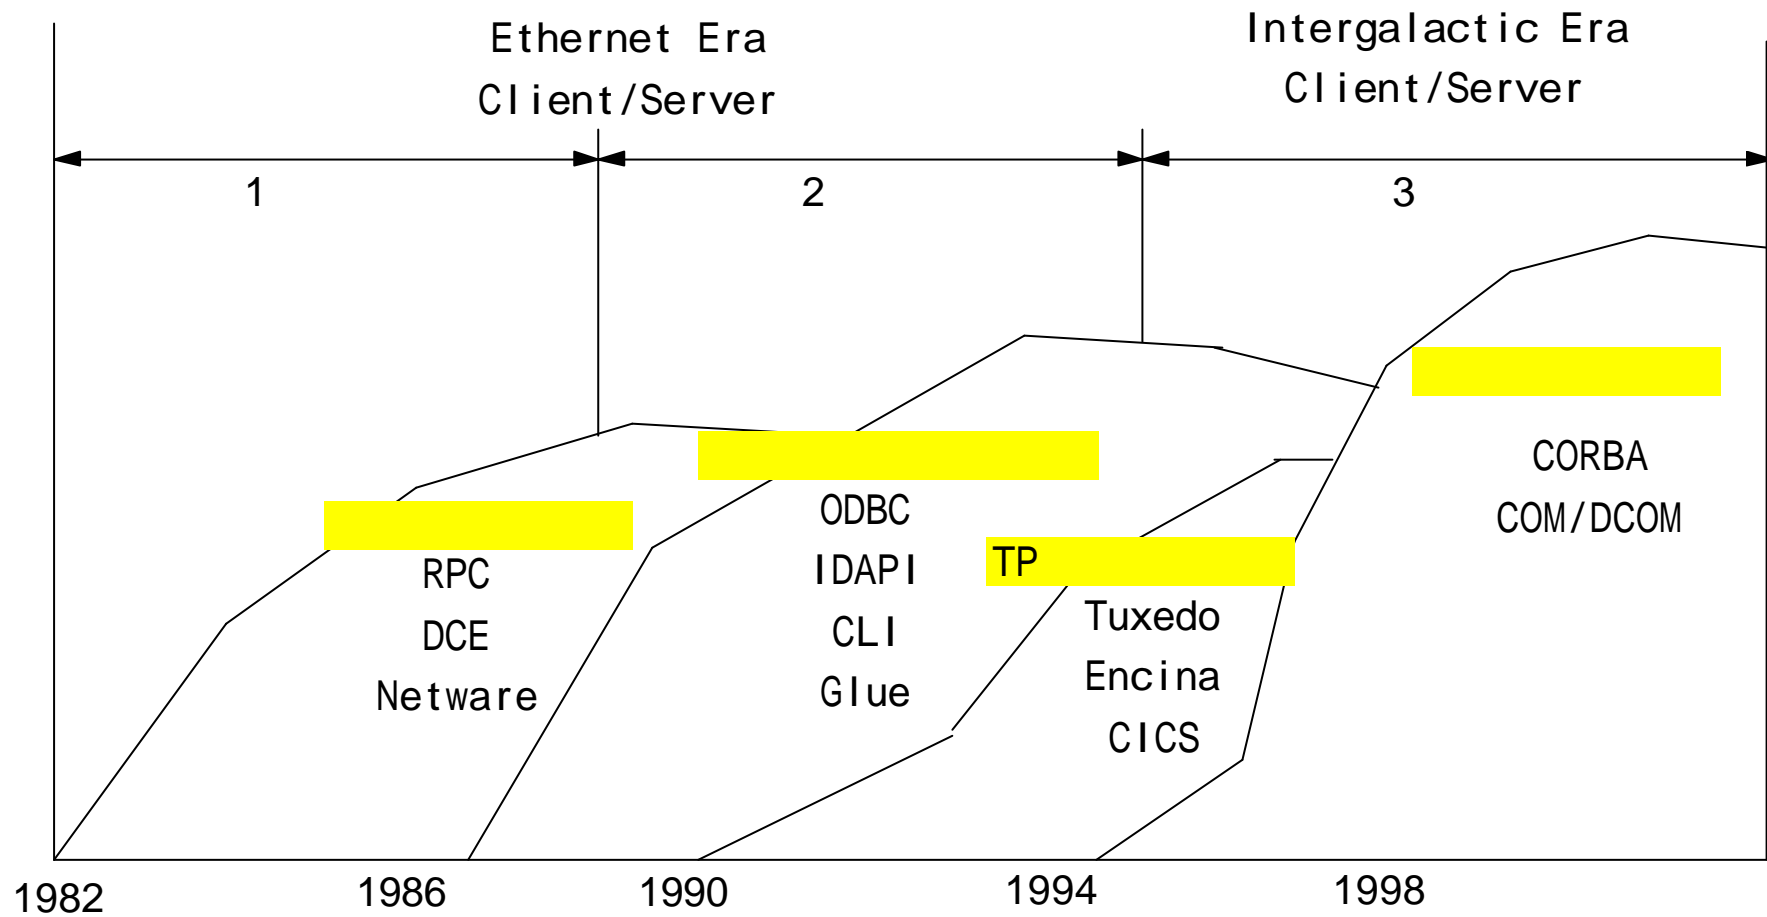 Ethernet Era
Client/Server
Intergalactic Era
Client/Server
1
2
3
RPC
DCE
Netware
ODBC
IDAPI
CLI
Glue
TP
Tuxedo
Encina
CICS
CORBA
COM/DCOM
1982
1986
1990
1994
1998